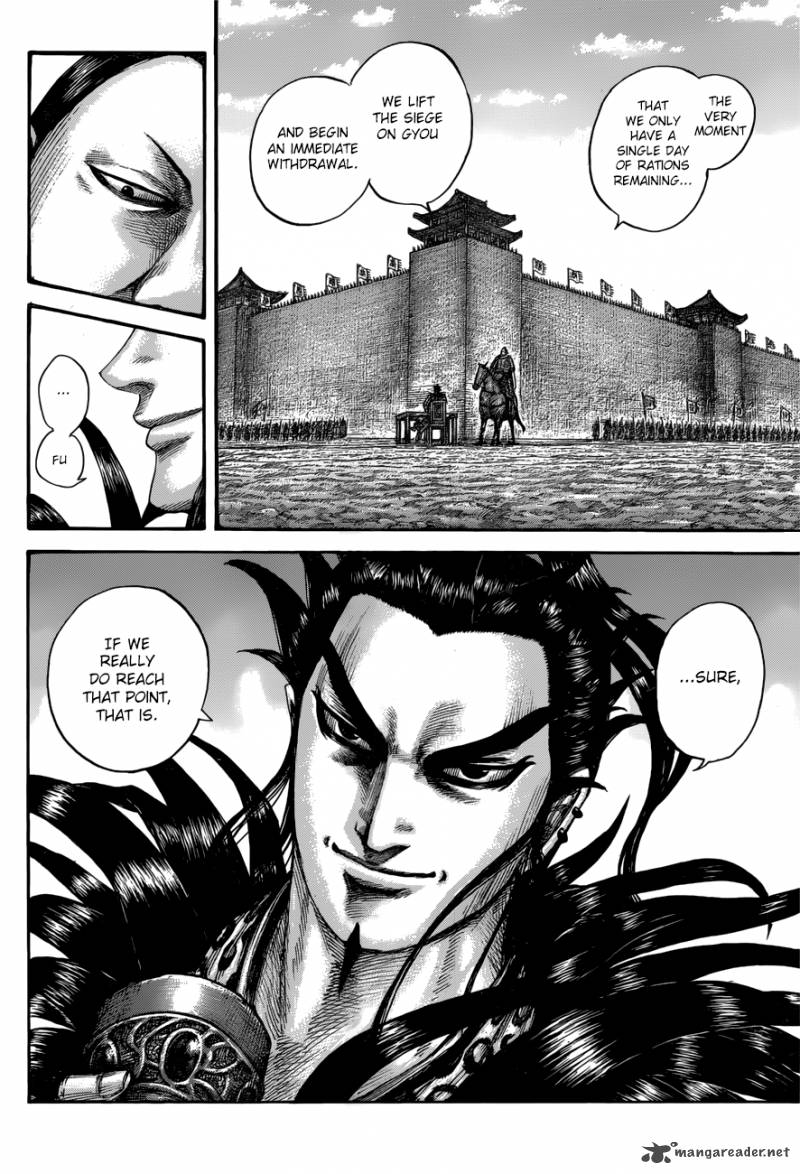 THE
VERY
MOMENT
THAT
WE ONLY
HAVE A
SINGLE DAY
OF RATIONS
REMAINING...
WE LIFT
THE SIEGE
ON GYOU
AND BEGIN
AN IMMEDIATE
WITHDRAWAL.
...
FU
...SURE,
IF WE
REALLY
DO REACH
THAT POINT,
THAT IS.
mangareader.net